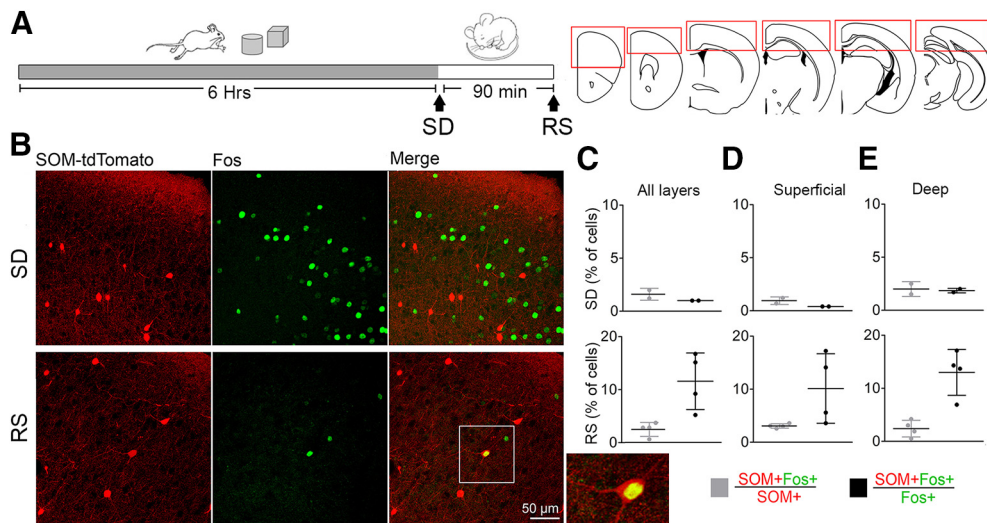 A
6 Hrs
90 min
SD
RS
B
SOM-tdTomato Fos Merge
SD
RS
50 µm
C D E
All layers Superficial Deep
SD (% of cells)
10 10 10
5 5 5
0 0 0
RS (% of cells)
20 20 20
10 10 10
0 0 0
SOM+Fos+ SOM+Fos+
SOM+ Fos+